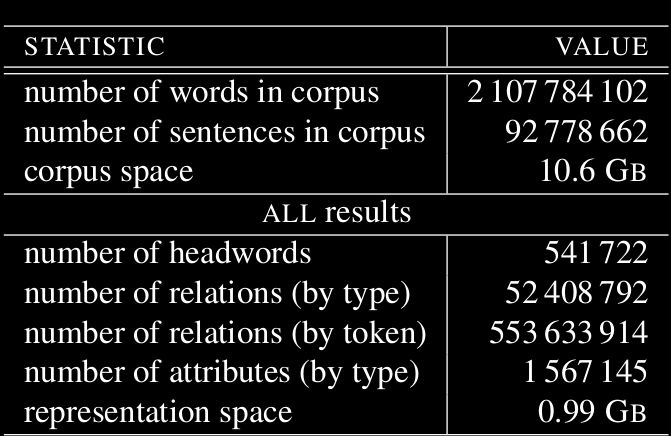 STATISTIC VALUE
number of words in corpus 2 107 784 102
number of sentences in corpus 92 778 662
corpus space 10.6 GB
ALL results
number of headwords 541 722
number of relations (by type) 52 408 792
number of relations (by token) 553 633 914
number of attributes (by type) 1 567 145
representation space 0.99 GB